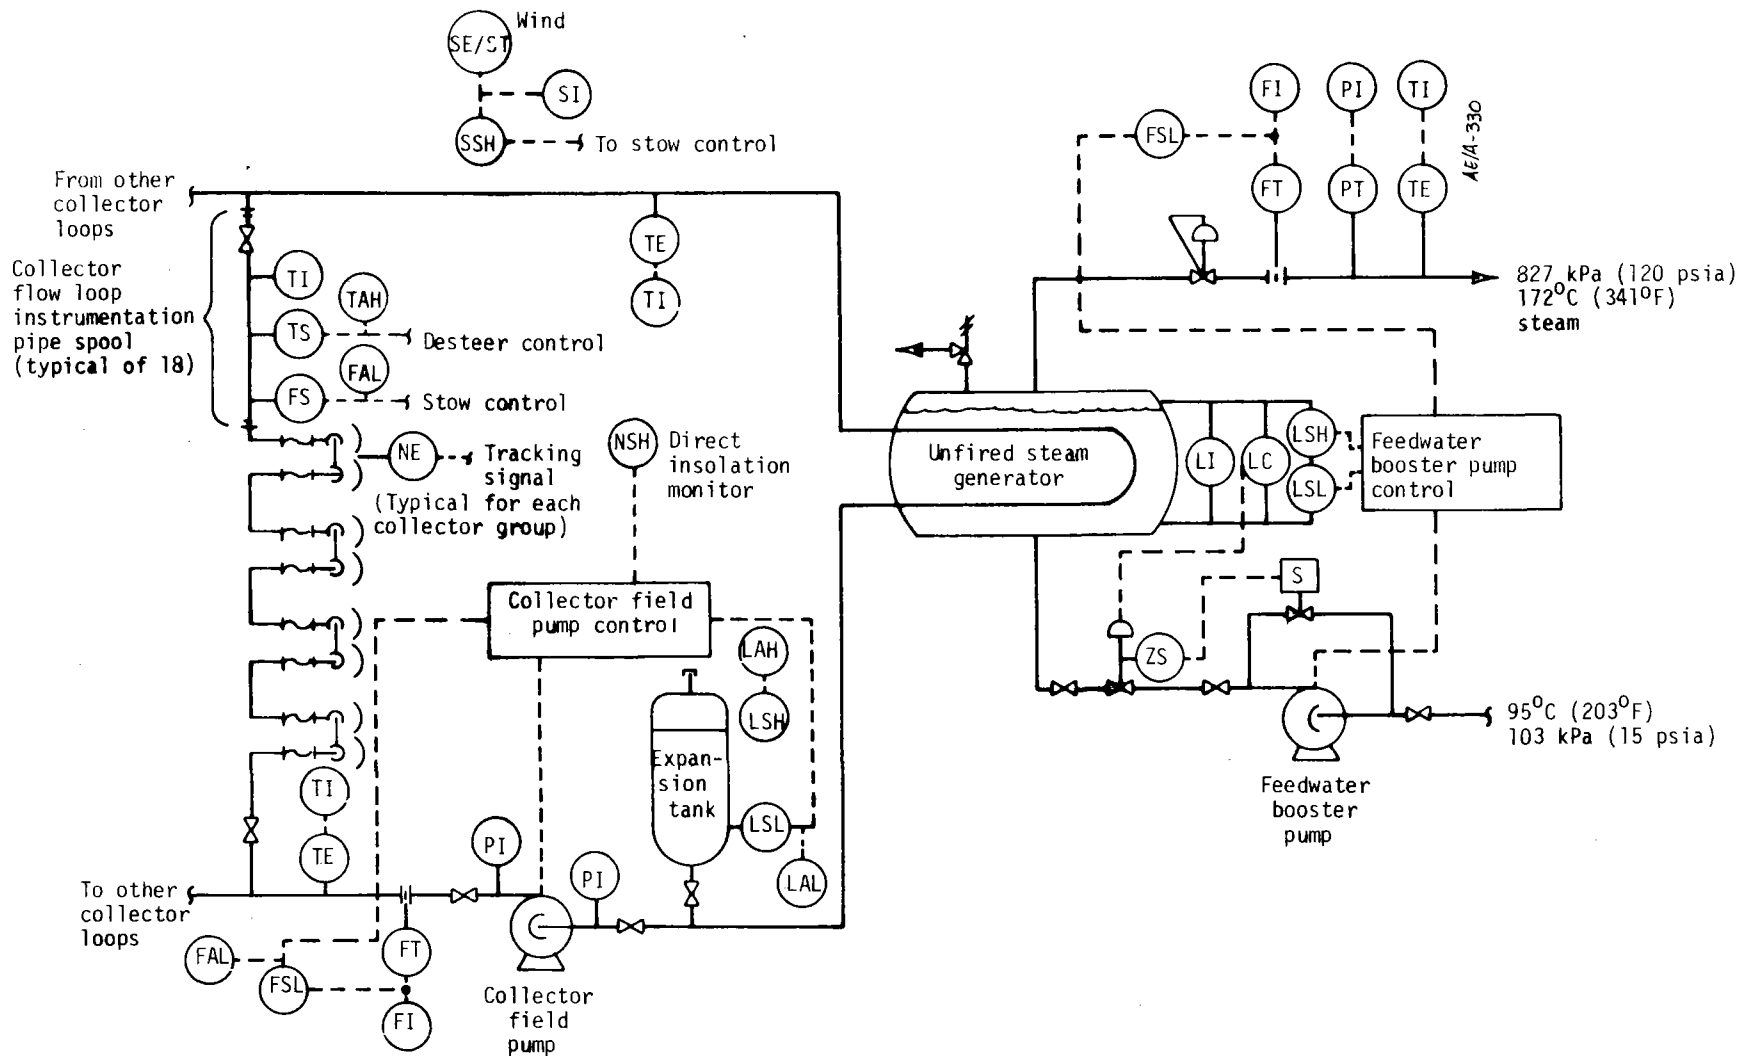 Wind
SE/ST
SI
SSH
To stow control
FI
PI
TI
FSL
FT
PT
TE
AE/A-330
From other
collector
loops
TE
TI
Collector
flow loop
instrumentation
pipe spool
(typical of 18)
TI
TAH
TS
Desteer control
FAL
FS
Stow control
827 kPa (120 psia)
172°C (341°F)
steam
NE
Tracking
signal
(Typical for each
collector group)
NSH
Direct
insolation
monitor
Unfired steam
generator
LI
LC
LSH
LSL
Feedwater
booster pump
control
Collector field
pump control
LAH
LSH
S
ZS
95°C (203°F)
103 kPa (15 psia)
Feedwater
booster
pump
Expan-
sion
tank
LSL
LAL
TI
TE
PI
PI
To other
collector
loops
FAL
FSL
FT
FI
Collector
field
pump